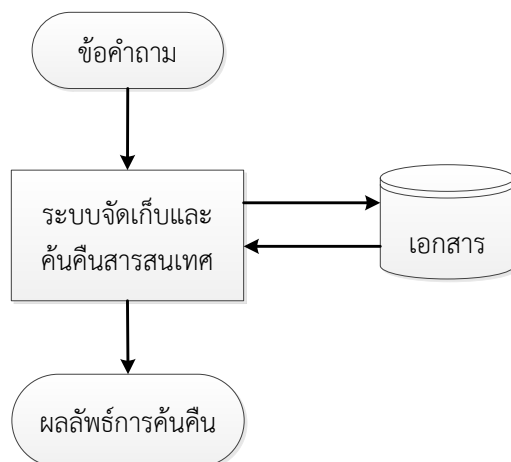 ข้อคำถาม
ระบบจัดเก็บและ
ค้นคืนสารสนเทศ
เอกสาร
ผลลัพธ์การค้นคืน